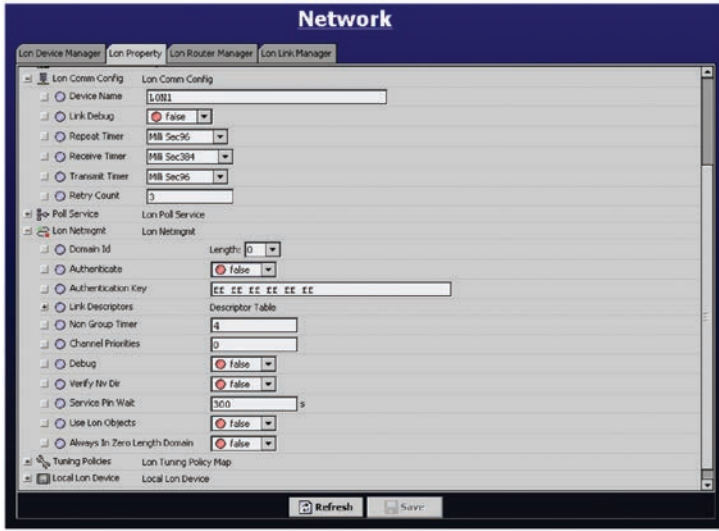 Network
Lon Device Manager Lon Property Lon Router Manager Lon Link Manager
Lon Comm Config Lon Comm Config
Device Name LON1
Link Debug false
Repeat Timer Mili Sec96
Receive Timer Mili Sec384
Transmit Timer Mili Sec96
Retry Count 3
Poll Service Lon Poll Service
Lon Netmgmt Lon Netmgmt
Domain Id Length: 0
Authenticate false
Authentication Key ff ff ff ff ff ff
Link Descriptors Descriptor Table
Non Group Timer 4
Channel Priorities 0
Debug false
Verify Nv Dir false
Service Pin Wait 300 s
Use Lon Objects false
Always In Zero Length Domain false
Tuning Policies Lon Tuning Policy Map
Local Lon Device Local Lon Device
Refresh Save